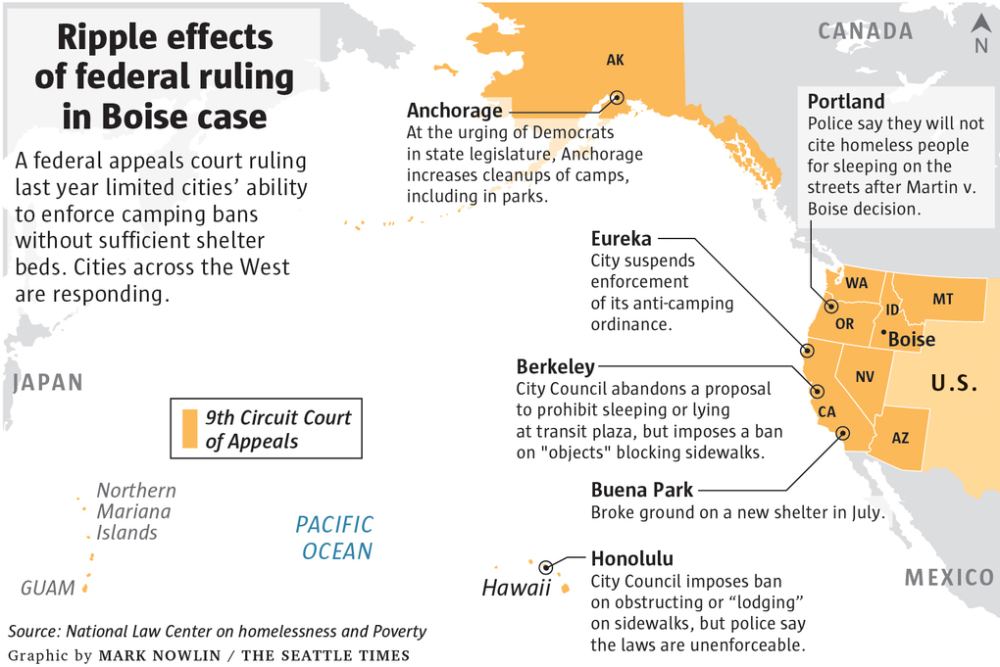 Ripple effects
of federal ruling
in Boise case
A federal appeals court ruling
last year limited cities’ ability
to enforce camping bans
without sufficient shelter
beds. Cities across the West
are responding.
CANADA
N
AK
Anchorage
At the urging of Democrats
in state legislature, Anchorage
increases cleanups of camps,
including in parks.
Portland
Police say they will not
cite homeless people
for sleeping on the
streets after Martin v.
Boise decision.
Eureka
City suspends
enforcement
of its anti-camping
ordinance.
WA
MT
ID
OR
Boise
Berkeley
City Council abandons a proposal
to prohibit sleeping or lying
at transit plaza, but imposes a ban
on "objects" blocking sidewalks.
NV
U.S.
CA
AZ
JAPAN
9th Circuit Court
of Appeals
Buena Park
Broke ground on a new shelter in July.
Northern
Mariana
Islands
PACIFIC
OCEAN
GUAM
Hawaii
Honolulu
City Council imposes ban
on obstructing or “lodging”
on sidewalks, but police say
the laws are unenforceable.
MEXICO
Source: National Law Center on homelessness and Poverty
Graphic by MARK NOWLIN / THE SEATTLE TIMES